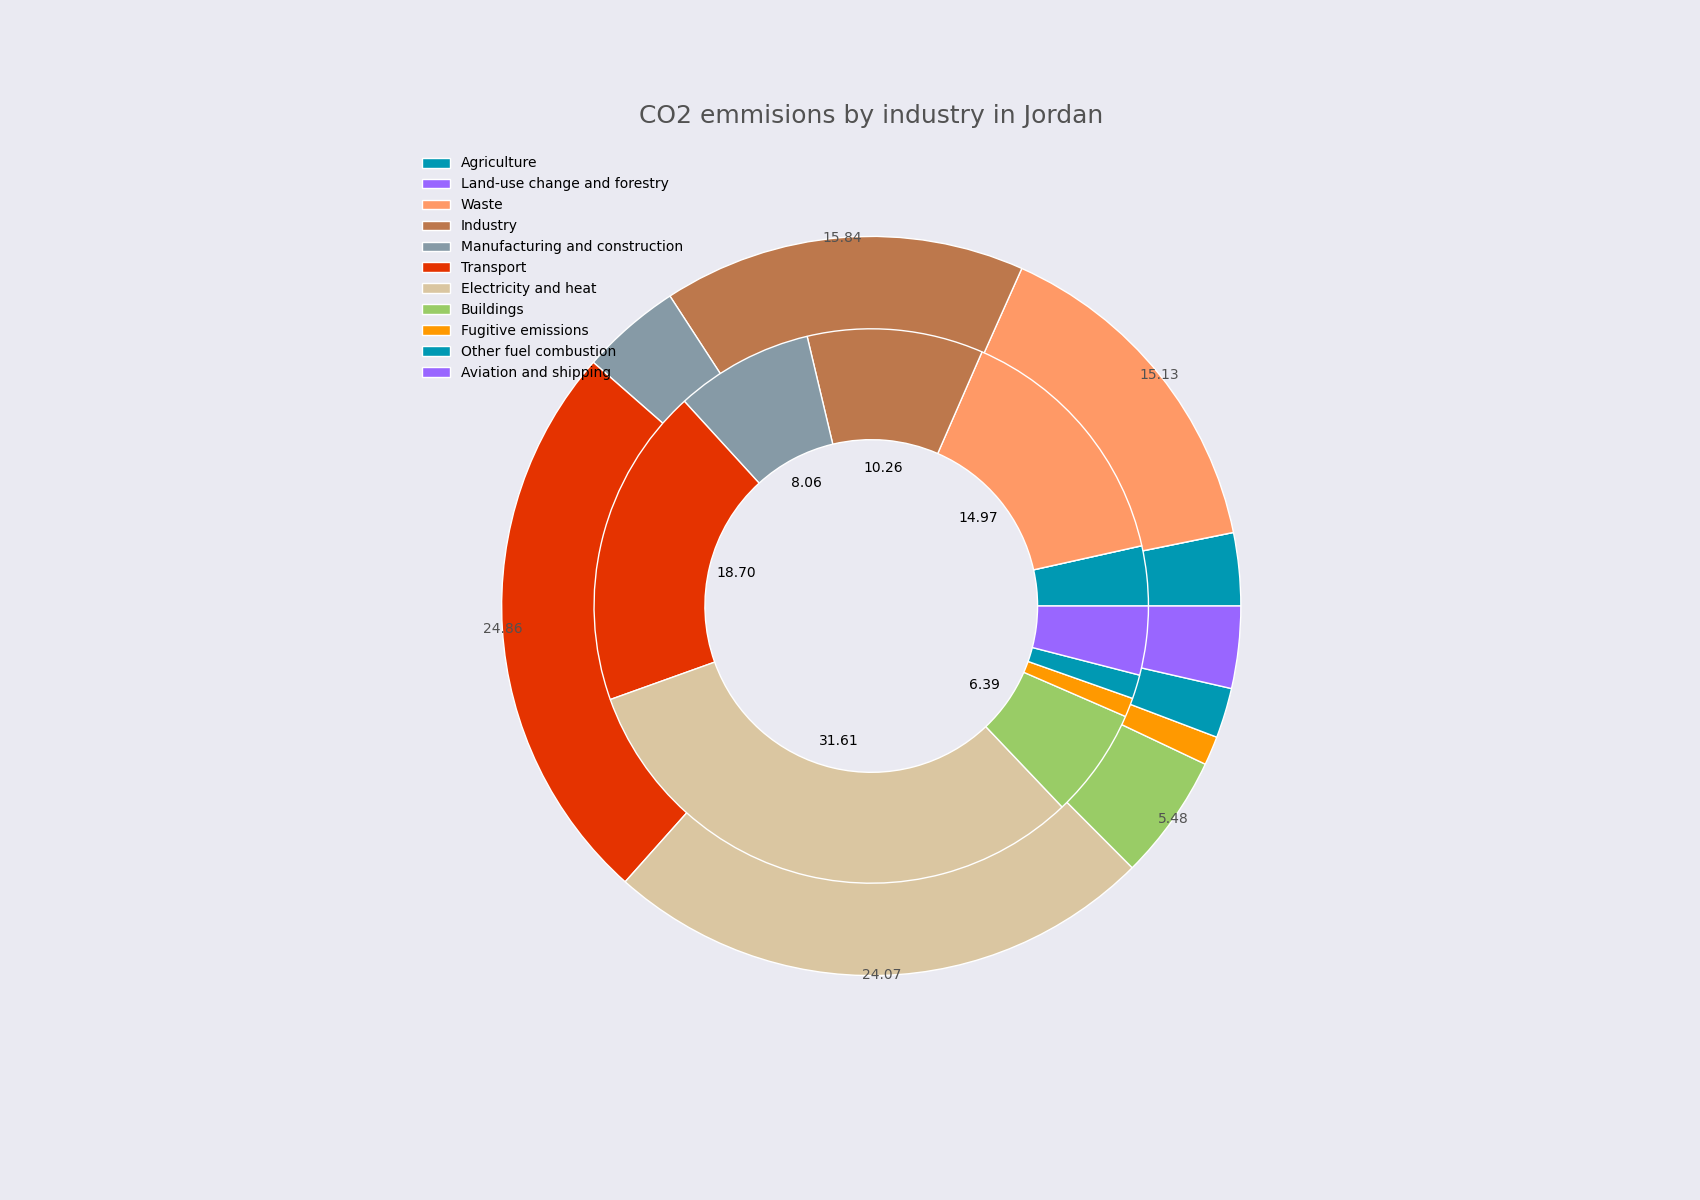 CO2 emmisions by industry in Jordan
Agriculture
Land-use change and forestry
Waste
Industry
Manufacturing and construction
Transport
Electricity and heat
Buildings
Fugitive emissions
Other fuel combustion
Aviation and shipping
15.84
15.13
10.26
8.06
14.97
18.70
24.86
6.39
31.61
5.48
24.07